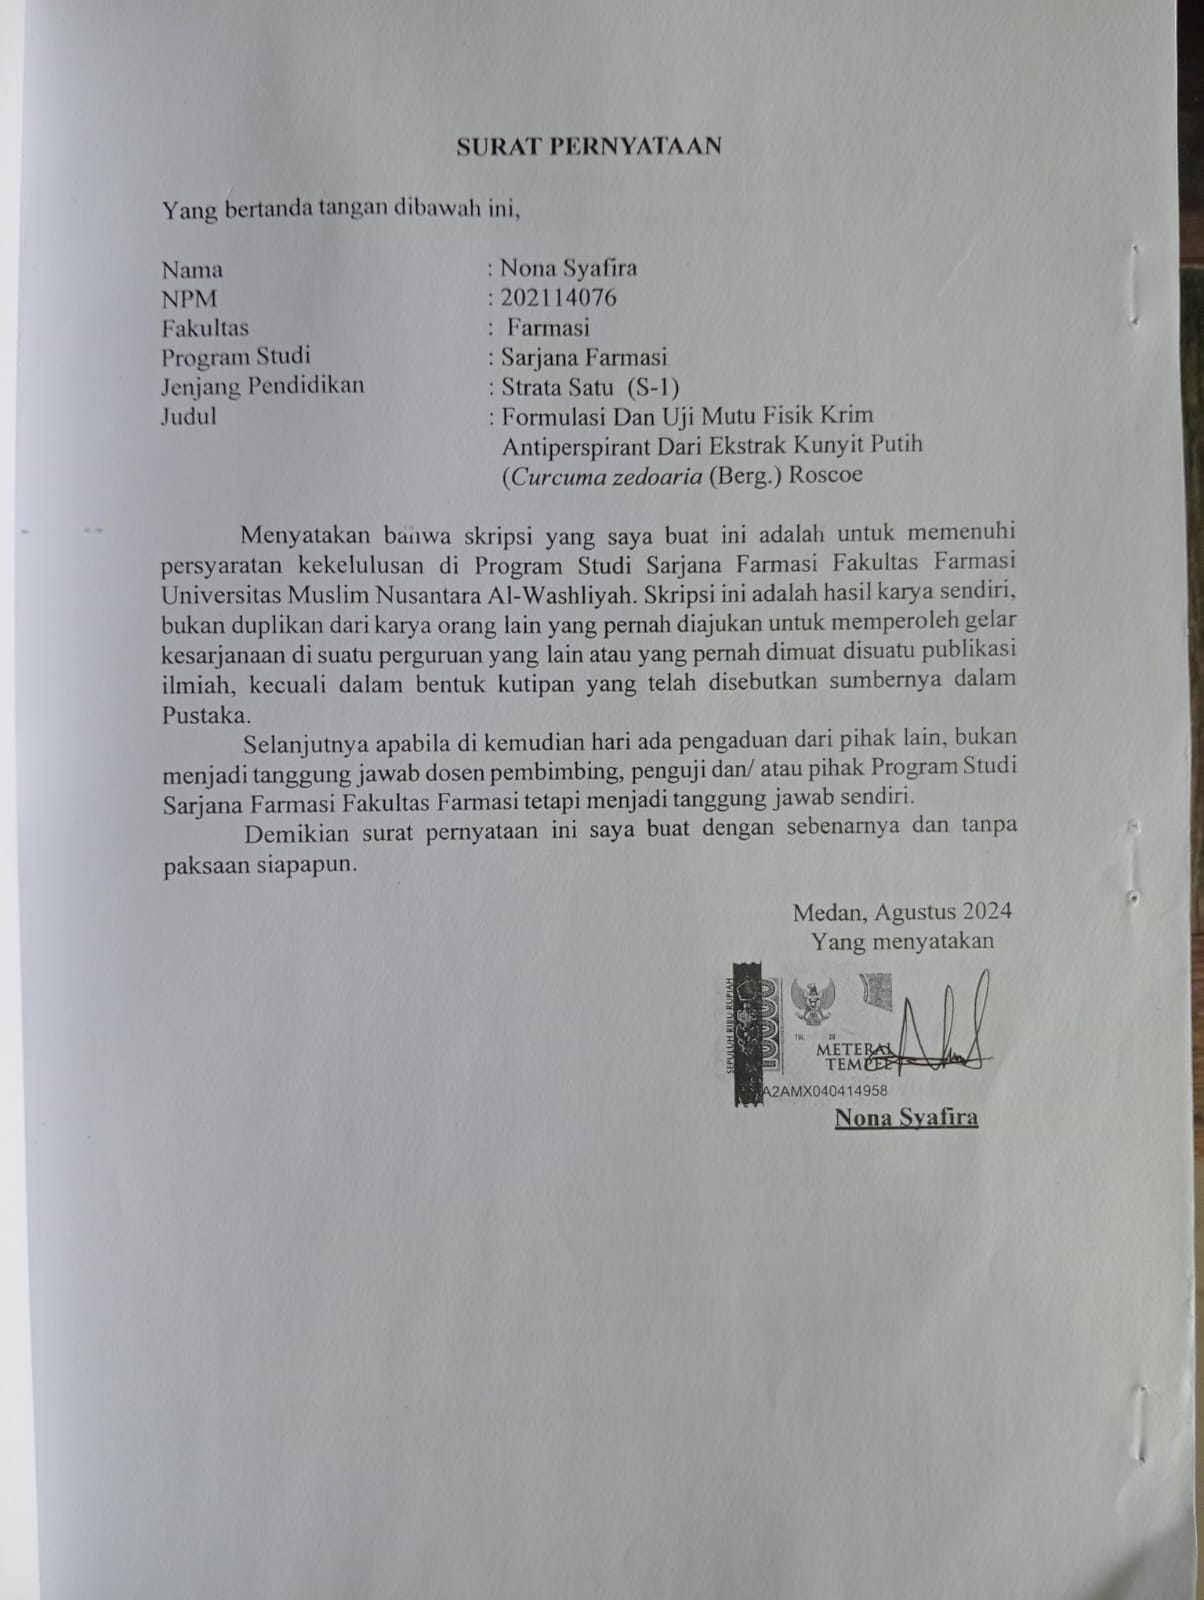 SURAT PERNYATAAN
Yang bertanda tangan dibawah ini,
Nama : Nona Syafira
NPM : 202114076
Fakultas : Farmasi
Program Studi : Sarjana Farmasi
Jenjang Pendidikan : Strata Satu (S-1)
Judul : Formulasi Dan Uji Mutu Fisik Krim
Antiperspirant Dari Ekstrak Kunyit Putih
(Curcuma zedoaria (Berg.) Roscoe
Menyatakan bahwa skripsi yang saya buat ini adalah untuk memenuhi
persyaratan kekelulusan di Program Studi Sarjana Farmasi Fakultas Farmasi
Universitas Muslim Nusantara Al-Washliyah. Skripsi ini adalah hasil karya sendiri,
bukan duplikan dari karya orang lain yang pernah diajukan untuk memperoleh gelar
kesarjanaan di suatu perguruan yang lain atau yang pernah dimuat disuatu publikasi
ilmiah, kecuali dalam bentuk kutipan yang telah disebutkan sumbernya dalam
Pustaka.
Selanjutnya apabila di kemudian hari ada pengaduan dari pihak lain, bukan
menjadi tanggung jawab dosen pembimbing, penguji dan/ atau pihak Program Studi
Sarjana Farmasi Fakultas Farmasi tetapi menjadi tanggung jawab sendiri.
Demikian surat pernyataan ini saya buat dengan sebenarnya dan tanpa
paksaan siapapun.
Medan, Agustus 2024
Yang menyatakan
SEPULUH RIBU RUPIAH
10000
TGL. 20
METERAI
TEMPEL
A2AMX040414958
Nona Syafira